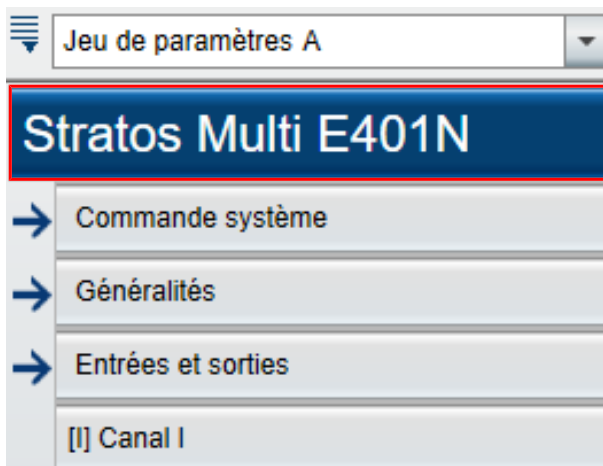 Jeu de paramètres A
Stratos Multi E401N
Commande système
Généralités
Entrées et sorties
[I] Canal I